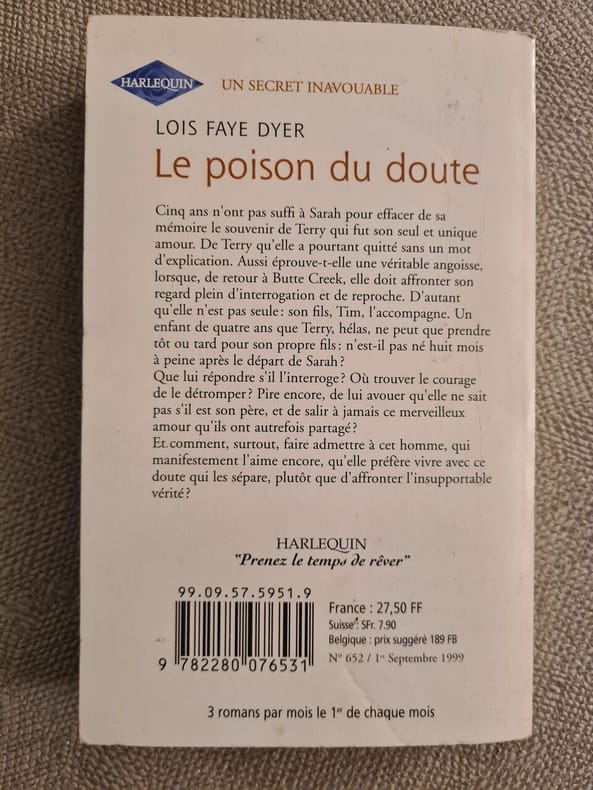 HARLEQUIN
UN SECRET INAVOUABLE
LOIS FAYE DYER
Le poison du doute
Cinq ans n'ont pas suffi à Sarah pour effacer de sa
mémoire le souvenir de Terry qui fut son seul et unique
amour. De Terry qu'elle a pourtant quitté sans un mot
d'explication. Aussi éprouve-t-elle une véritable angoisse,
lorsque, de retour à Butte Creek, elle doit affronter son
regard plein d'interrogation et de reproche. D'autant
qu'elle n'est pas seule : son fils, Tim, l'accompagne. Un
enfant de quatre ans que Terry, hélas, ne peut que prendre
tôt ou tard pour son propre fils : n'est-il pas né huit mois
à peine après le départ de Sarah ?
Que lui répondre s'il l'interroge ? Où trouver le courage
de le détromper ? Pire encore, de lui avouer qu'elle ne sait
pas s'il est son père, et de salir à jamais ce merveilleux
amour qu'ils ont autrefois partagé ?
Et comment, surtout, faire admettre à cet homme, qui
manifestement l'aime encore, qu'elle préfère vivre avec ce
doute qui les sépare, plutôt que d'affronter l'insupportable
vérité ?
HARLEQUIN
"Prenez le temps de rêver"
99.09.57.5951.9
9 782280 076531
France : 27,50 FF
Suisse : SFr. 7.90
Belgique : prix suggéré 189 FB
N° 652 / 1er Septembre 1999
3 romans par mois le 1er de chaque mois